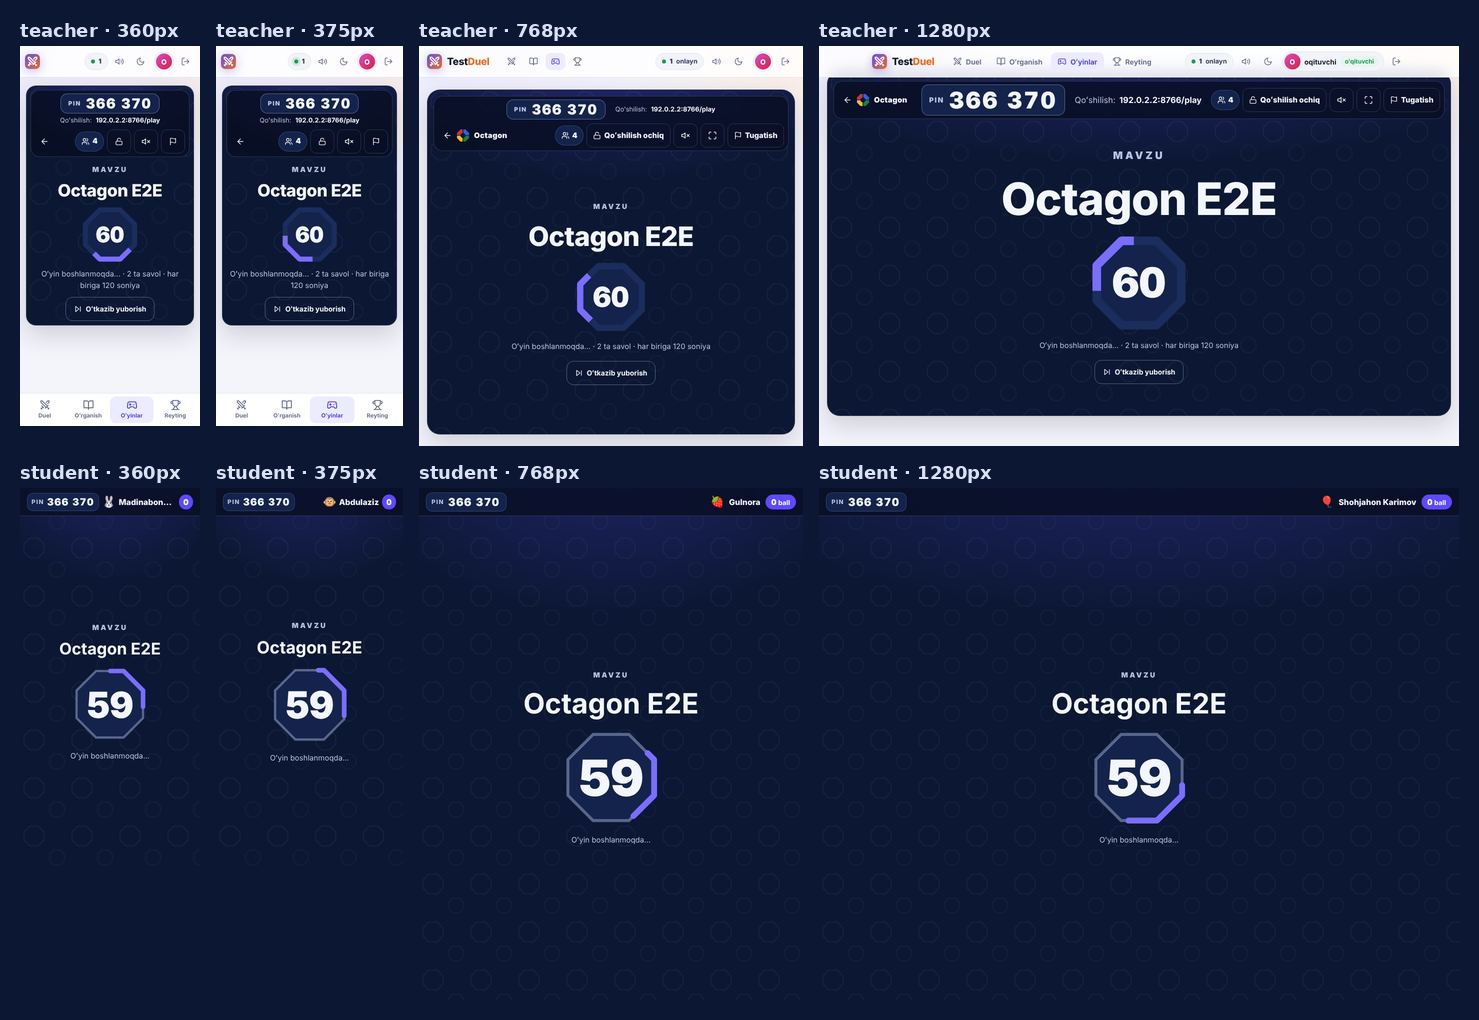 teacher · 360px
1
O
PIN 366 370
Qo'shilish: 192.0.2.2:8766/play
4
MAVZU
Octagon E2E
60
O'yin boshlanmoqda... · 2 ta savol · har
biriga 120 soniya
O'tkazib yuborish
Duel O'rganish O'yinlar Reyting
teacher · 375px
1
O
PIN 366 370
Qo'shilish: 192.0.2.2:8766/play
4
MAVZU
Octagon E2E
60
O'yin boshlanmoqda... · 2 ta savol · har biriga
120 soniya
O'tkazib yuborish
Duel O'rganish O'yinlar Reyting
teacher · 768px
TestDuel 1 onlayn O
PIN 366 370 Qo'shilish: 192.0.2.2:8766/play
Octagon 4 Qo'shilish ochiq Tugatish
MAVZU
Octagon E2E
60
O'yin boshlanmoqda... · 2 ta savol · har biriga 120 soniya
O'tkazib yuborish
teacher · 1280px
TestDuel Duel O'rganish O'yinlar Reyting 1 onlayn O oqituvchi o'qituvchi
Octagon PIN 366 370 Qo'shilish: 192.0.2.2:8766/play 4 Qo'shilish ochiq Tugatish
MAVZU
Octagon E2E
60
O'yin boshlanmoqda... · 2 ta savol · har biriga 120 soniya
O'tkazib yuborish
student · 360px
PIN 366 370 Madinabon... 0
MAVZU
Octagon E2E
59
O'yin boshlanmoqda...
student · 375px
PIN 366 370 Abdulaziz 0
MAVZU
Octagon E2E
59
O'yin boshlanmoqda...
student · 768px
PIN 366 370 Gulnora 0 ball
MAVZU
Octagon E2E
59
O'yin boshlanmoqda...
student · 1280px
PIN 366 370 Shohjahon Karimov 0 ball
MAVZU
Octagon E2E
59
O'yin boshlanmoqda...